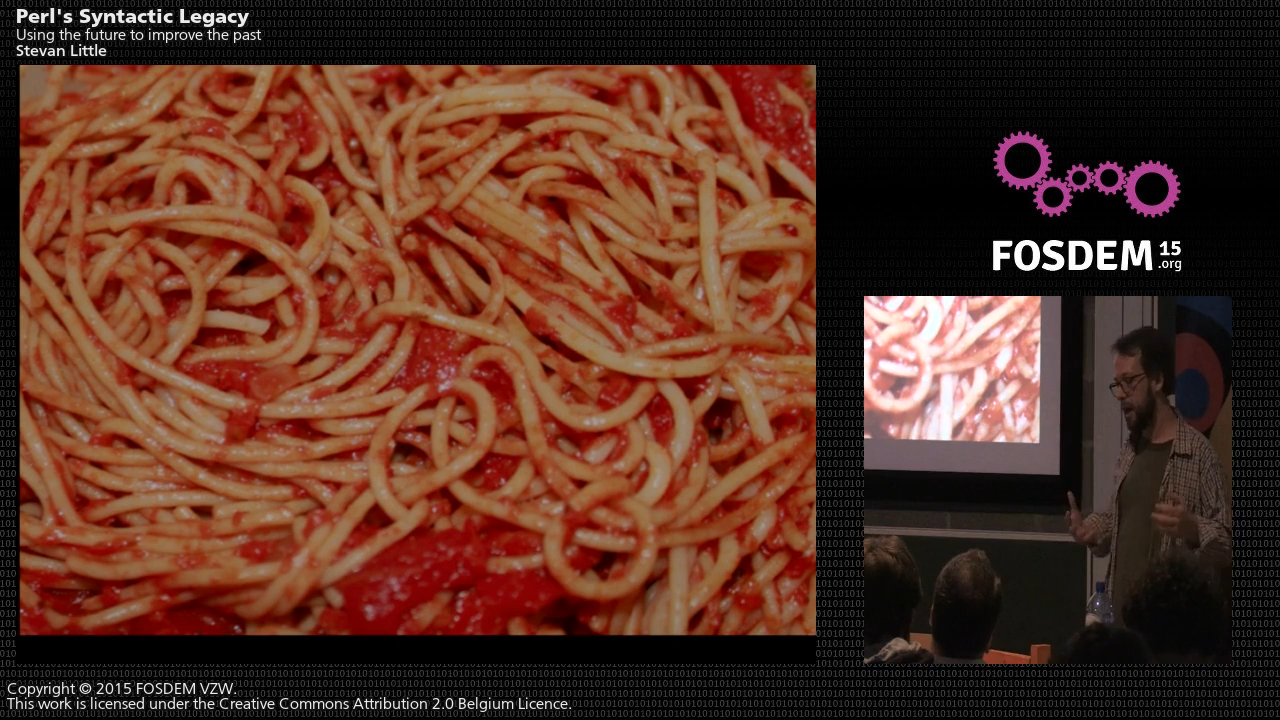 Perl's Syntactic Legacy
Using the future to improve the past
Stevan Little
FOSDEM 15
.org
Copyright © 2015 FOSDEM VZW.
This work is licensed under the Creative Commons Attribution 2.0 Belgium Licence.